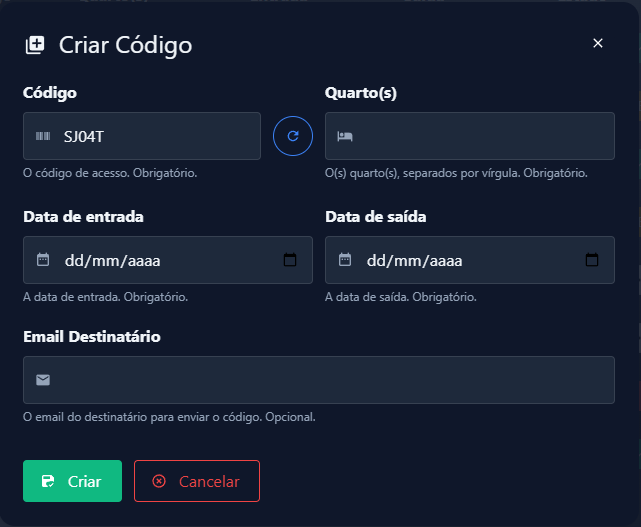 Criar Código
Código
Quarto(s)
SJ04T
O código de acesso. Obrigatório.
O(s) quarto(s), separados por vírgula. Obrigatório.
Data de entrada
Data de saída
dd/mm/aaaa
dd/mm/aaaa
A data de entrada. Obrigatório.
A data de saída. Obrigatório.
Email Destinatário
O email do destinatário para enviar o código. Opcional.
Criar
Cancelar